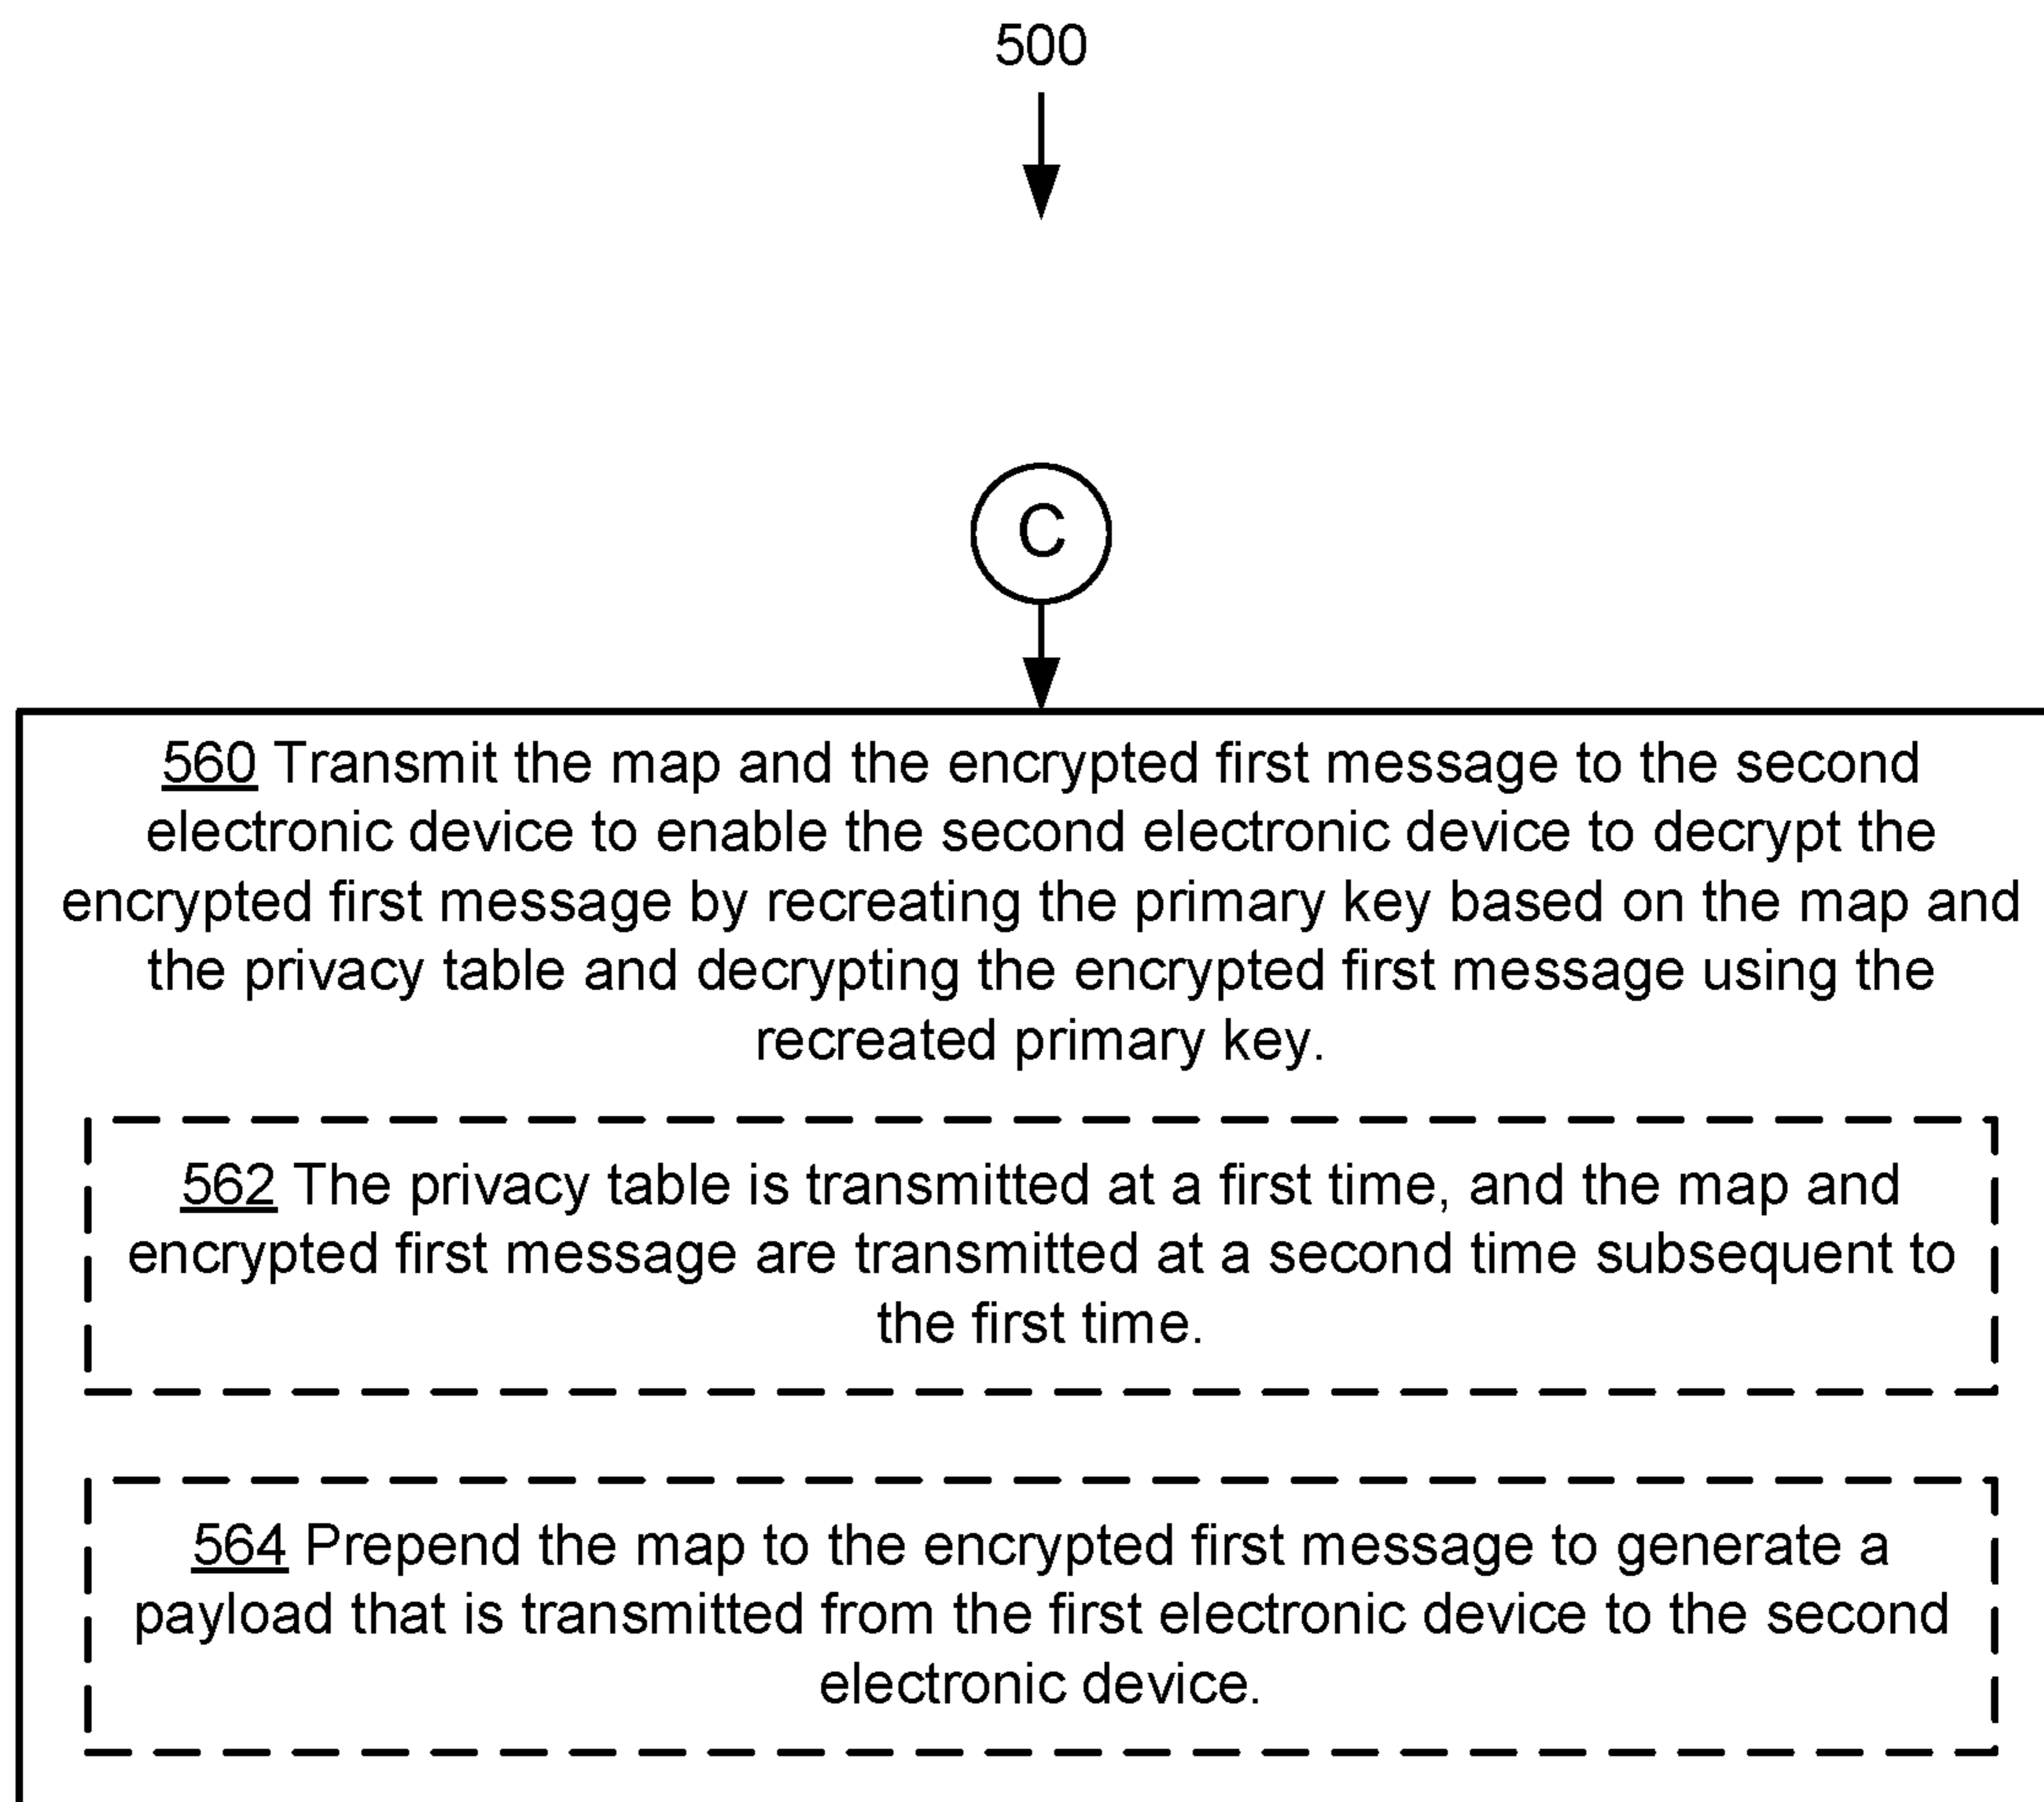 500
C
560 Transmit the map and the encrypted first message to the second
electronic device to enable the second electronic device to decrypt the
encrypted first message by recreating the primary key based on the map and
the privacy table and decrypting the encrypted first message using the
recreated primary key.
562 The privacy table is transmitted at a first time, and the map and
encrypted first message are transmitted at a second time subsequent to
the first time.
564 Prepend the map to the encrypted first message to generate a
payload that is transmitted from the first electronic device to the second
electronic device.